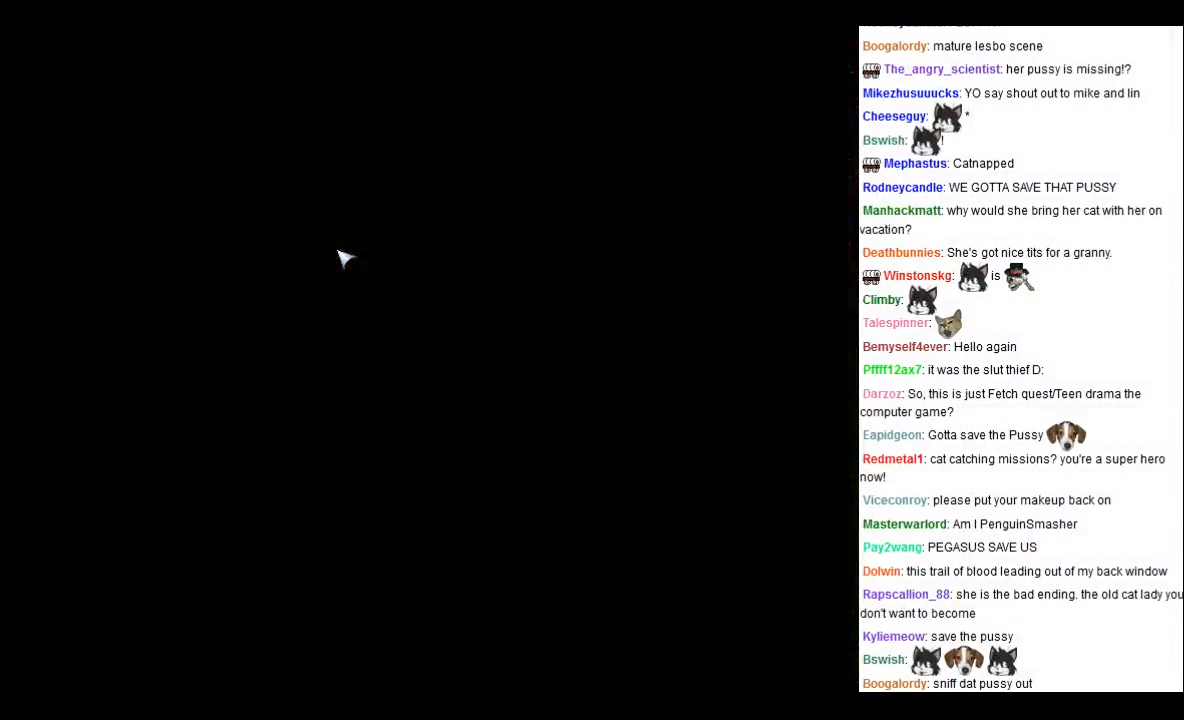 Boogalordy: mature lesbo scene
The_angry_scientist: her pussy is missing!?
Mikezhusuuucks: YO say shout out to mike and lin
Cheeseguy: *
Bswish: !
Mephastus: Catnapped
Rodneycandle: WE GOTTA SAVE THAT PUSSY
Manhackmatt: why would she bring her cat with her on
vacation?
Deathbunnies: She's got nice tits for a granny.
Winstonskg: is
Climby:
Talespinner:
Bemyself4ever: Hello again
Pffff12ax7: it was the slut thief D:
Darzoz: So, this is just Fetch quest/Teen drama the
computer game?
Eapidgeon: Gotta save the Pussy
Redmetal1: cat catching missions? you're a super hero
now!
Viceconroy: please put your makeup back on
Masterwarlord: Am I PenguinSmasher
Pay2wang: PEGASUS SAVE US
Dolwin: this trail of blood leading out of my back window
Rapscallion_88: she is the bad ending. the old cat lady you
don't want to become
Kyliemeow: save the pussy
Bswish:
Boogalordy: sniff dat pussy out